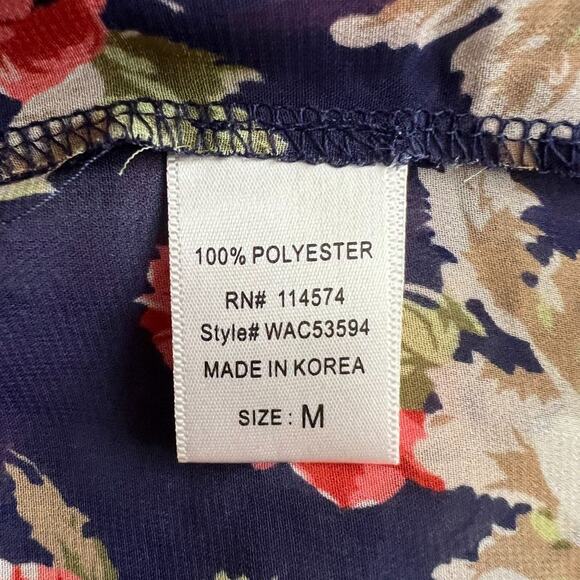 100% POLYESTER
RN# 114574
Style# WAC53594
MADE IN KOREA
SIZE : M